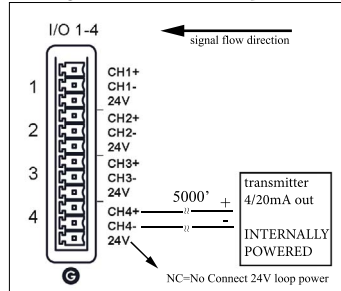 I/O 1-4
signal flow direction
1
CH1+
CH1-
24V
2
CH2+
CH2-
24V
3
CH3+
CH3-
24V
4
CH4+
CH4-
24V
5000’
+
-
transmitter
4/20mA out
INTERNALLY
POWERED
G
NC=No Connect 24V loop power